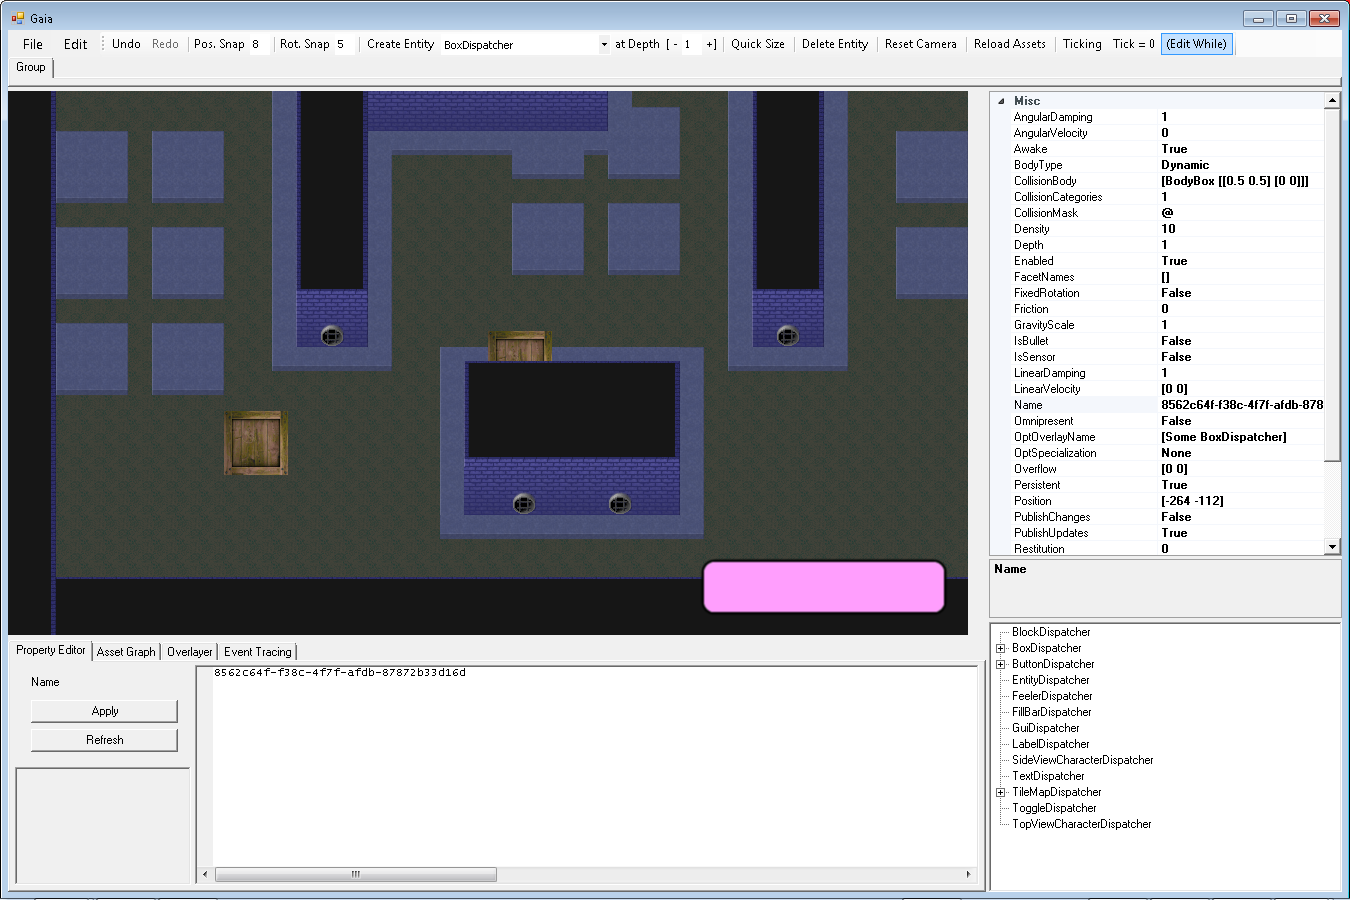 Gaia
File Edit Undo Redo Pos. Snap 8 Rot. Snap 5 Create Entity BoxDispatcher at Depth [ - 1 +] Quick Size Delete Entity Reset Camera Reload Assets Ticking Tick = 0 (Edit While)
Group
Misc
AngularDamping 1
AngularVelocity 0
Awake True
BodyType Dynamic
CollisionBody [BodyBox [[0.5 0.5] [0 0]]]
CollisionCategories 1
CollisionMask @
Density 10
Depth 1
Enabled True
FacetNames []
FixedRotation False
Friction 0
GravityScale 1
IsBullet False
IsSensor False
LinearDamping 1
LinearVelocity [0 0]
Name 8562c64f-f38c-4f7f-afdb-878
Omnipresent False
OptOverlayName [Some BoxDispatcher]
OptSpecialization None
Overflow [0 0]
Persistent True
Position [-264 -112]
PublishChanges False
PublishUpdates True
Restitution 0
Name
Property Editor Asset Graph Overlayer Event Tracing
Name
Apply
Refresh
8562c64f-f38c-4f7f-afdb-87872b33d16d
BlockDispatcher
BoxDispatcher
ButtonDispatcher
EntityDispatcher
FeelerDispatcher
FillBarDispatcher
GuiDispatcher
LabelDispatcher
SideViewCharacterDispatcher
TextDispatcher
TileMapDispatcher
ToggleDispatcher
TopViewCharacterDispatcher